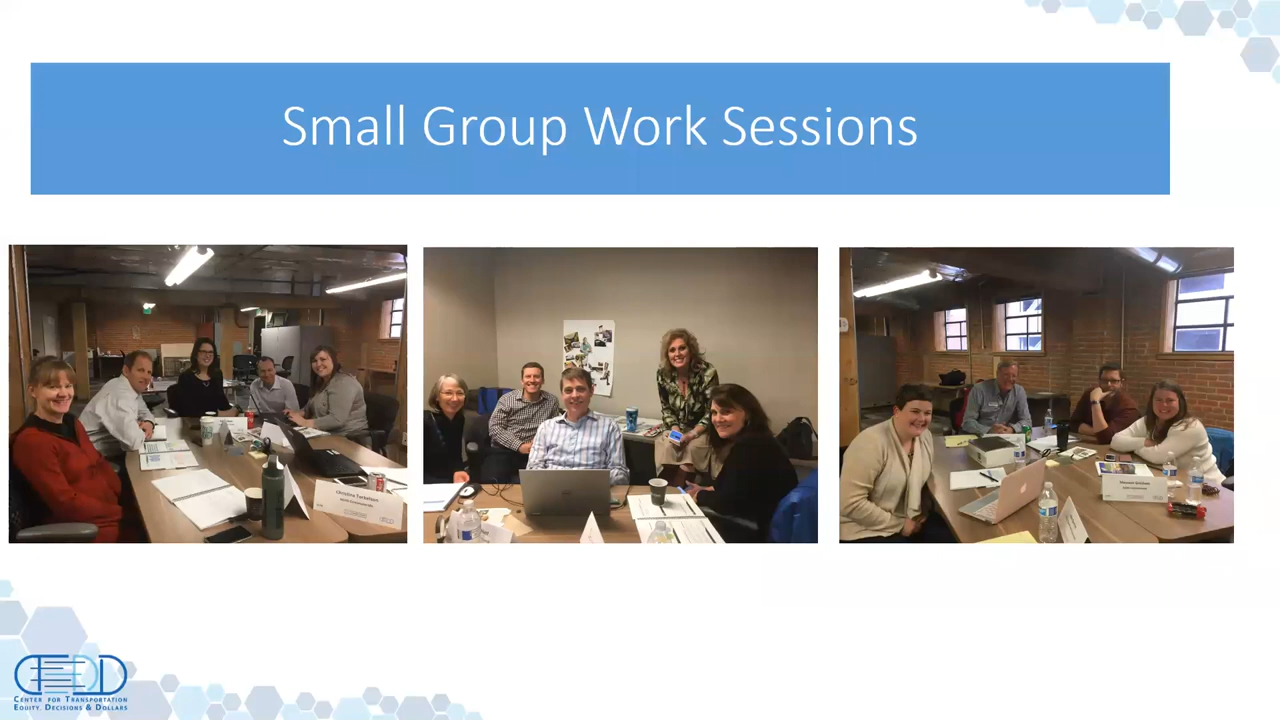 Small Group Work Sessions
CENTER FOR TRANSPORTATION
EQUITY, DECISIONS & DOLLARS